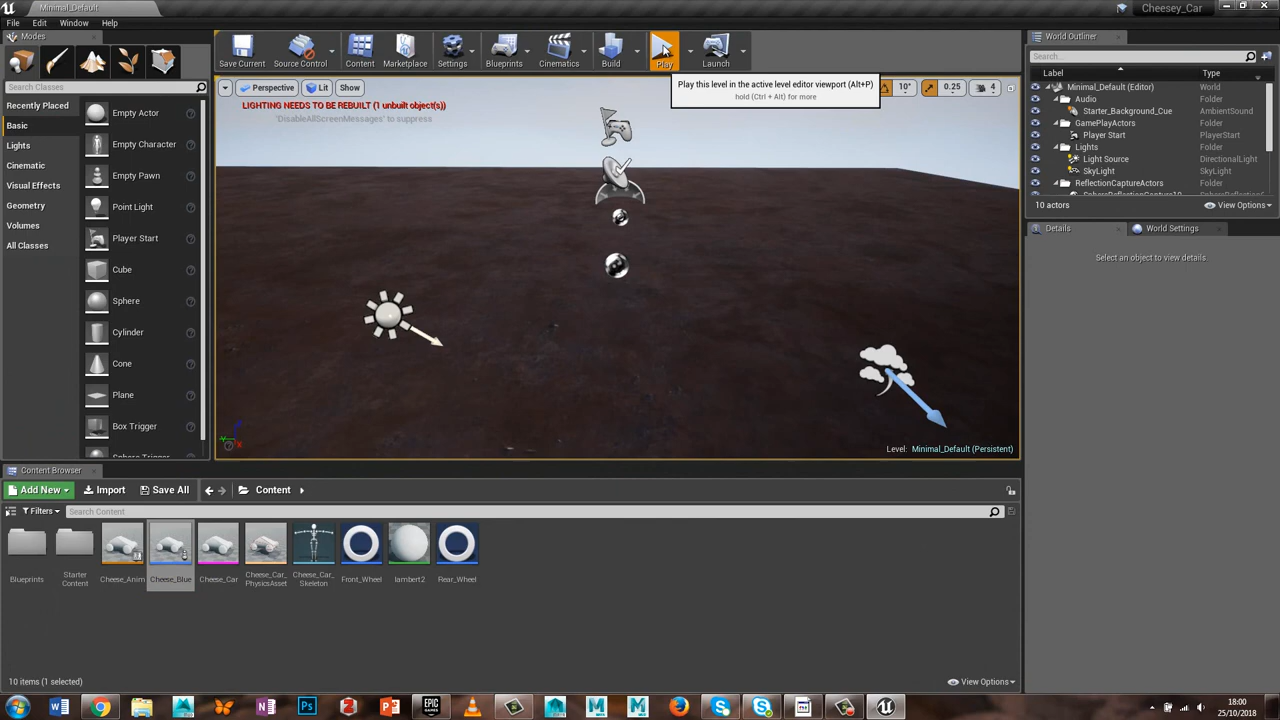 Minimal_Default
Cheesey_Car
File Edit Window Help
Modes
Search Classes
Recently Placed
Basic
Lights
Cinematic
Visual Effects
Geometry
Volumes
All Classes
Empty Actor
Empty Character
Empty Pawn
Point Light
Player Start
Cube
Sphere
Cylinder
Cone
Plane
Box Trigger
Sphere Trigger
Save Current
Source Control
Content
Marketplace
Settings
Blueprints
Cinematics
Build
Play
Launch
Play this level in the active level editor viewport (Alt+P)
hold (Ctrl + Alt) for more
Perspective
Lit
Show
10°
0.25
4
LIGHTING NEEDS TO BE REBUILT (1 unbuilt object(s))
'DisableAllScreenMessages' to suppress
Level: Minimal_Default (Persistent)
World Outliner
Search...
Label Type
Minimal_Default (Editor) World
Audio Folder
Starter_Background_Cue AmbientSound
GamePlayActors Folder
Player Start PlayerStart
Lights Folder
Light Source DirectionalLight
SkyLight SkyLight
ReflectionCaptureActors Folder
10 actors
View Options
Details
World Settings
Select an object to view details.
Content Browser
Add New
Import
Save All
Content
Filters
Search Content
Blueprints
Starter Content
Cheese_Anim
Cheese_Blue
Cheese_Car
Cheese_Car_PhysicsAsset
Cheese_Car_Skeleton
Front_Wheel
lambert2
Rear_Wheel
10 items (1 selected)
View Options
EPIC GAMES
18:00
25/10/2018